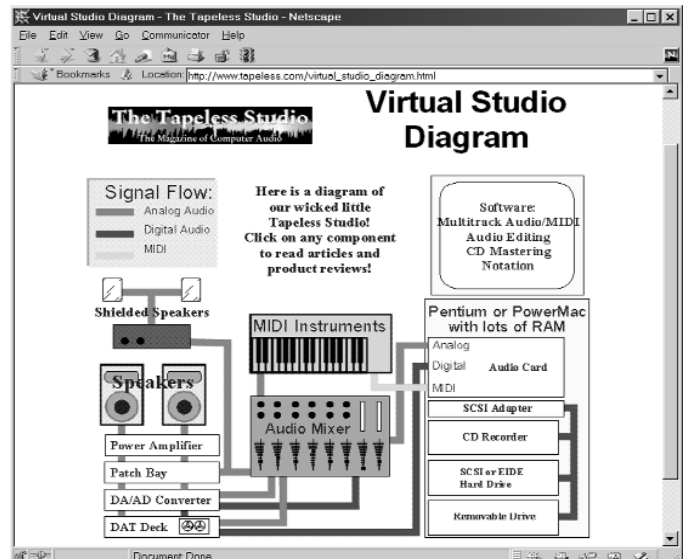 Virtual Studio Diagram - The Tapeless Studio - Netscape
File Edit View Go Communicator Help
Bookmarks Location: http://www.tapeless.com/virtual_studio_diagram.html
The Tapeless Studio
The Magazine of Computer Audio
Virtual Studio
Diagram
Signal Flow:
Analog Audio
Digital Audio
MIDI
Here is a diagram of
our wicked little
Tapeless Studio!
Click on any component
to read articles and
product reviews!
Software:
Multitrack Audio/MIDI
Audio Editing
CD Mastering
Notation
Shielded Speakers
Speakers
Power Amplifier
Patch Bay
DA/AD Converter
DAT Deck
MIDI Instruments
Audio Mixer
Pentium or PowerMac
with lots of RAM
Analog
Digital
MIDI
Audio Card
SCSI Adapter
CD Recorder
SCSI or EIDE
Hard Drive
Removable Drive
Document Done